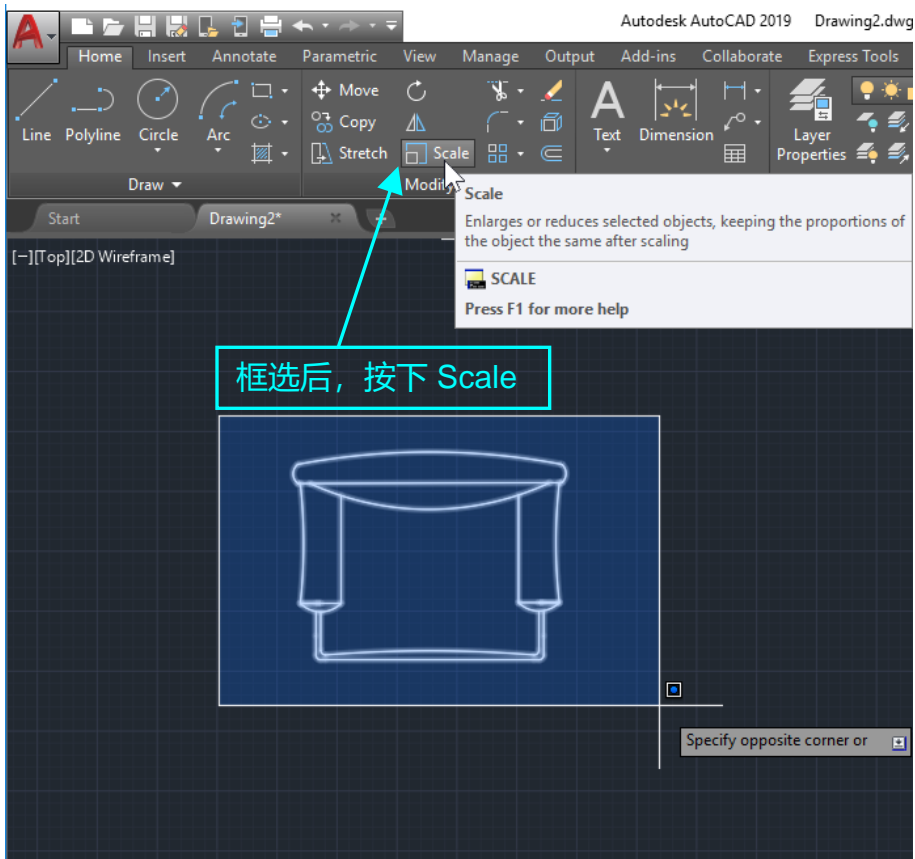 Autodesk AutoCAD 2019 Drawing2.dwg
Home Insert Annotate Parametric View Manage Output Add-ins Collaborate Express Tools
Line Polyline Circle Arc
Move
Copy
Stretch
Scale
Text Dimension
Layer
Properties
Draw
Modify
Start Drawing2*
Scale
Enlarges or reduces selected objects, keeping the proportions of
the object the same after scaling
SCALE
Press F1 for more help
[−][Top][2D Wireframe]
框选后，按下 Scale
Specify opposite corner or